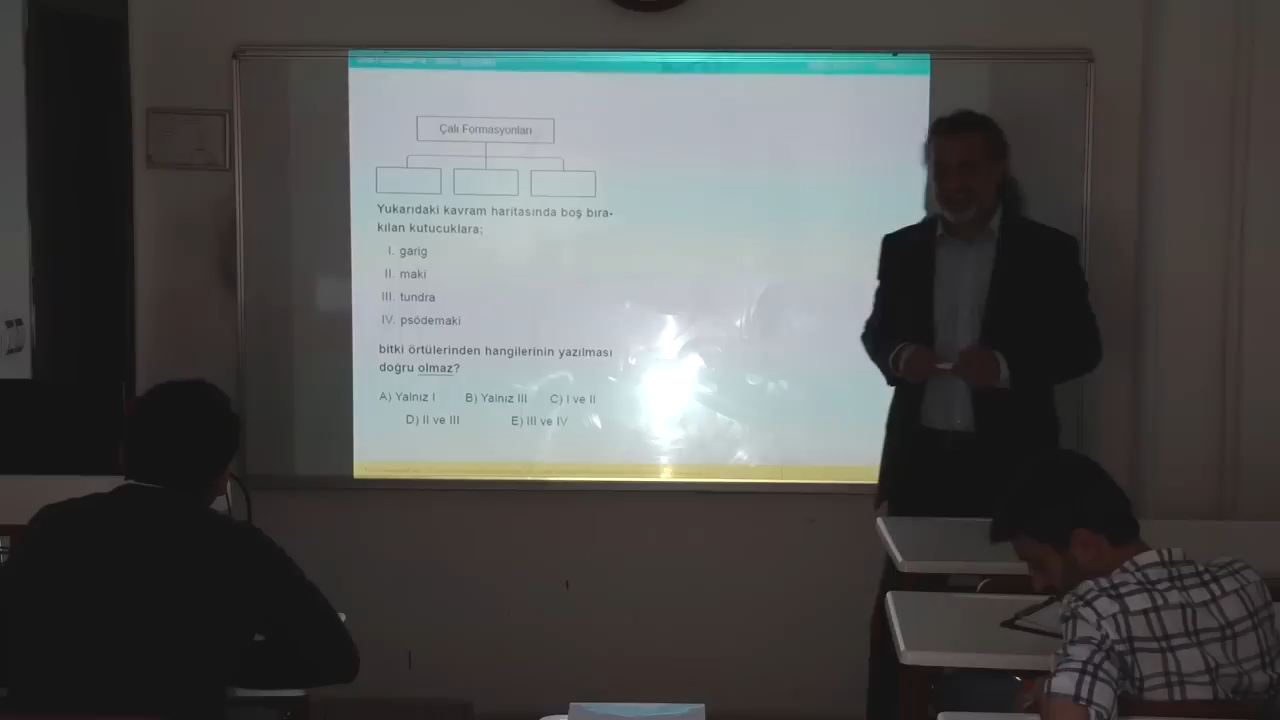 Çalı Formasyonları
Yukarıdaki kavram haritasında boş bıra-
kılan kutucuklara;
I. garig
II. maki
III. tundra
IV. psödemaki
bitki örtülerinden hangilerinin yazılması
doğru olmaz?
A) Yalnız I B) Yalnız III C) I ve II
D) II ve III E) III ve IV